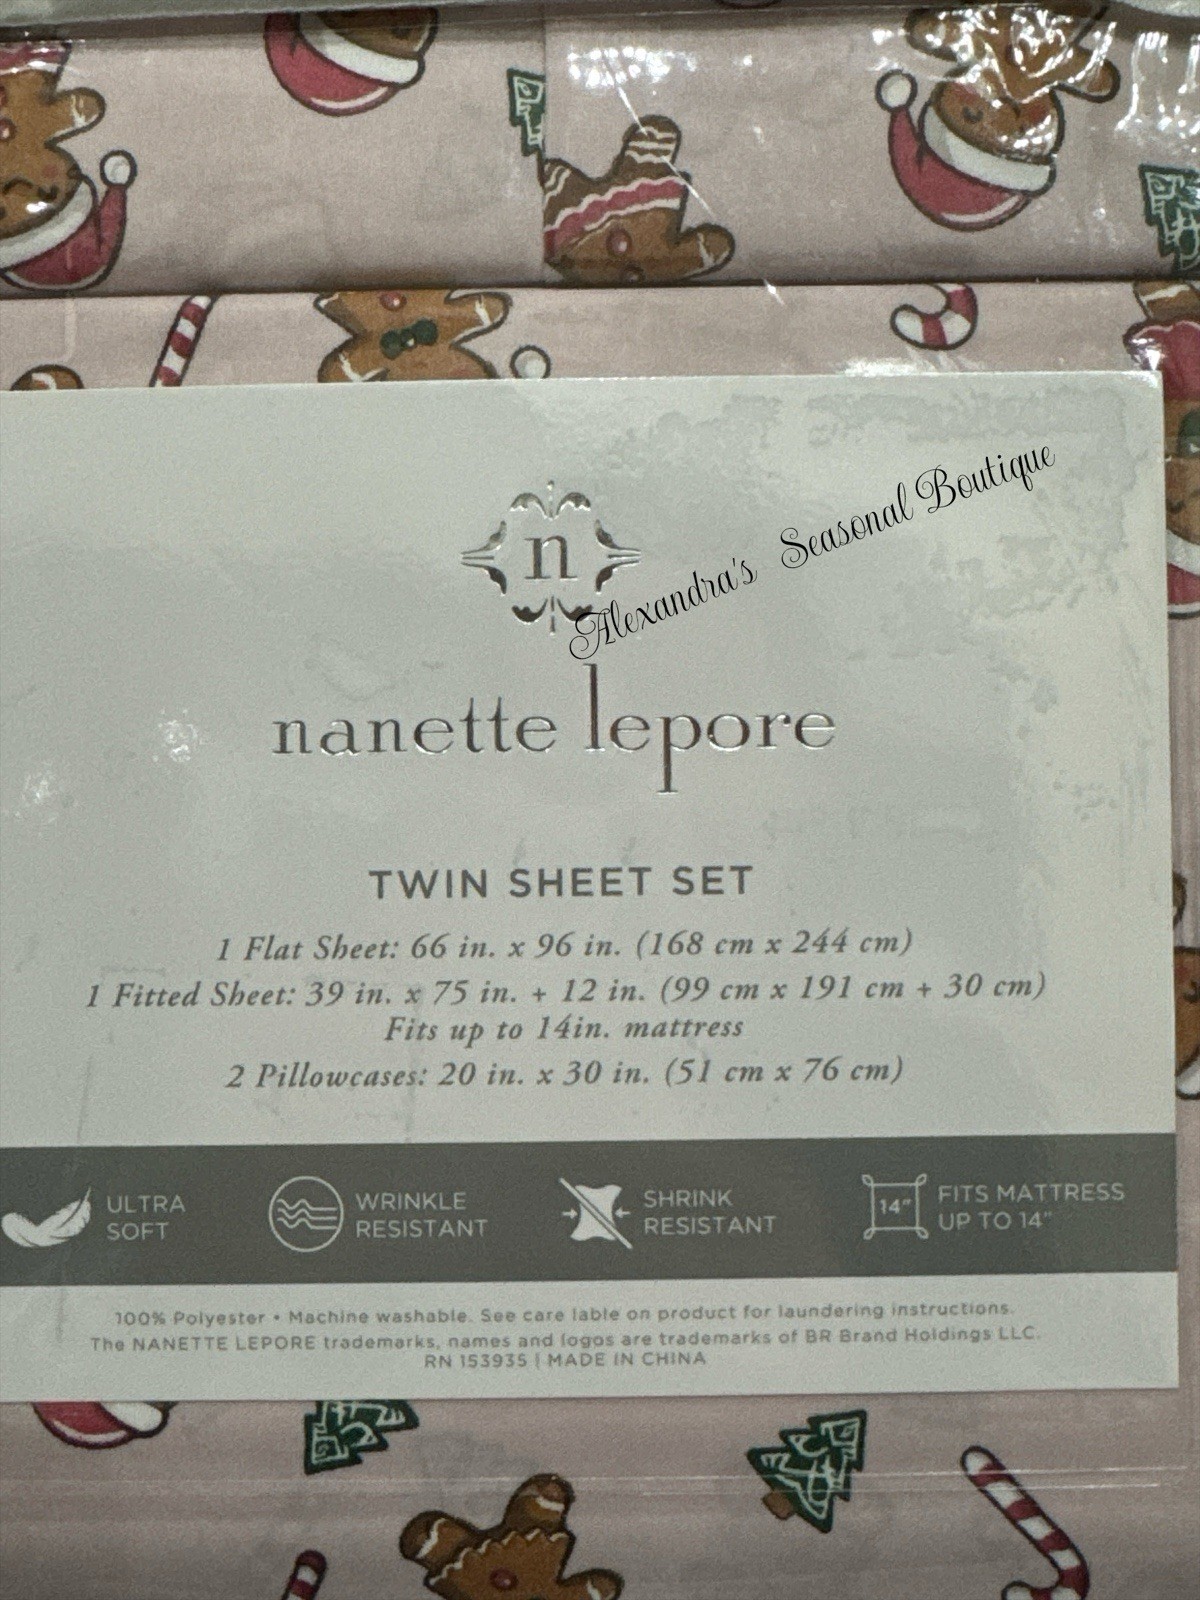 n
Alexandra's Seasonal Boutique
nanette lepore
TWIN SHEET SET
1 Flat Sheet: 66 in. x 96 in. (168 cm x 244 cm)
1 Fitted Sheet: 39 in. x 75 in. + 12 in. (99 cm x 191 cm + 30 cm)
Fits up to 14in. mattress
2 Pillowcases: 20 in. x 30 in. (51 cm x 76 cm)
ULTRA
SOFT
WRINKLE
RESISTANT
SHRINK
RESISTANT
14"
FITS MATTRESS
UP TO 14"
100% Polyester • Machine washable. See care lable on product for laundering instructions.
The NANETTE LEPORE trademarks, names and logos are trademarks of BR Brand Holdings LLC.
RN 153935 | MADE IN CHINA